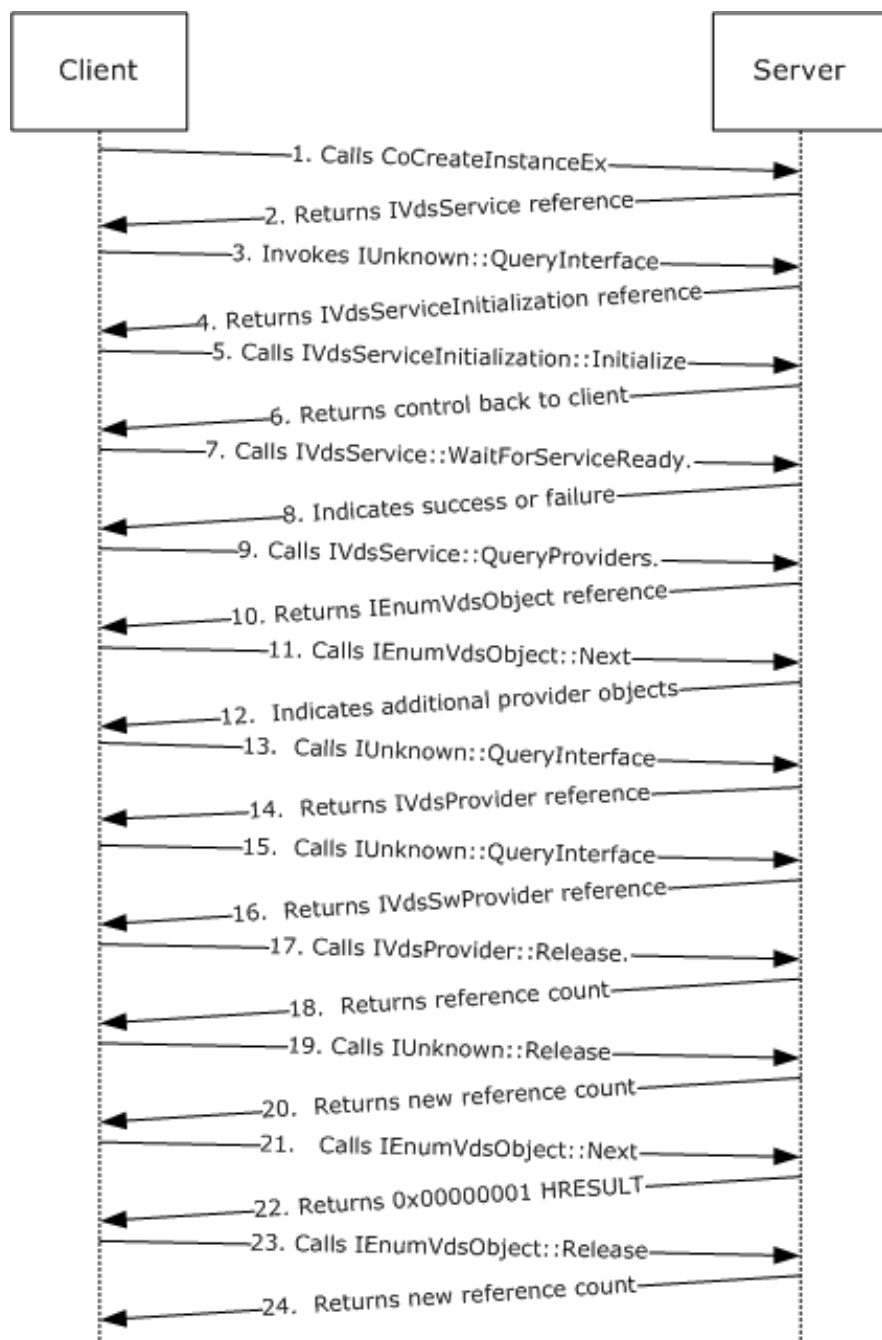 Client
Server
1. Calls CoCreateInstanceEx
2. Returns IVdsService reference
3. Invokes IUnknown::QueryInterface
4. Returns IVdsServiceInitialization reference
5. Calls IVdsServiceInitialization::Initialize
6. Returns control back to client
7. Calls IVdsService::WaitForServiceReady.
8. Indicates success or failure
9. Calls IVdsService::QueryProviders.
10. Returns IEnumVdsObject reference
11. Calls IEnumVdsObject::Next
12. Indicates additional provider objects
13. Calls IUnknown::QueryInterface
14. Returns IVdsProvider reference
15. Calls IUnknown::QueryInterface
16. Returns IVdsSwProvider reference
17. Calls IVdsProvider::Release.
18. Returns reference count
19. Calls IUnknown::Release
20. Returns new reference count
21. Calls IEnumVdsObject::Next
22. Returns 0x00000001 HRESULT
23. Calls IEnumVdsObject::Release
24. Returns new reference count